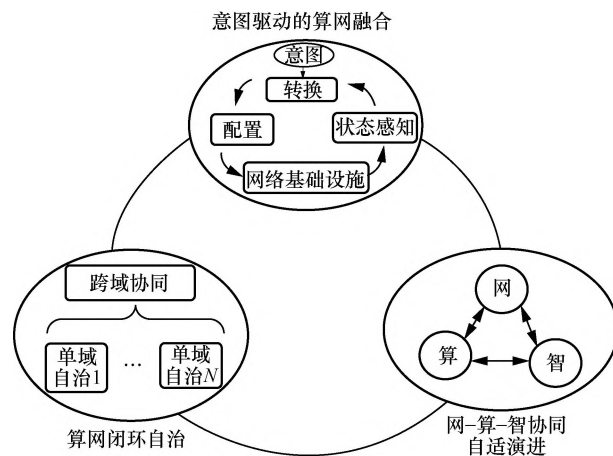 意图驱动的算网融合
意图
转换
配置
状态感知
网络基础设施
跨域协同
单域
自治1
…
单域
自治N
算网闭环自治
网
算
智
网–算–智协同
自适演进